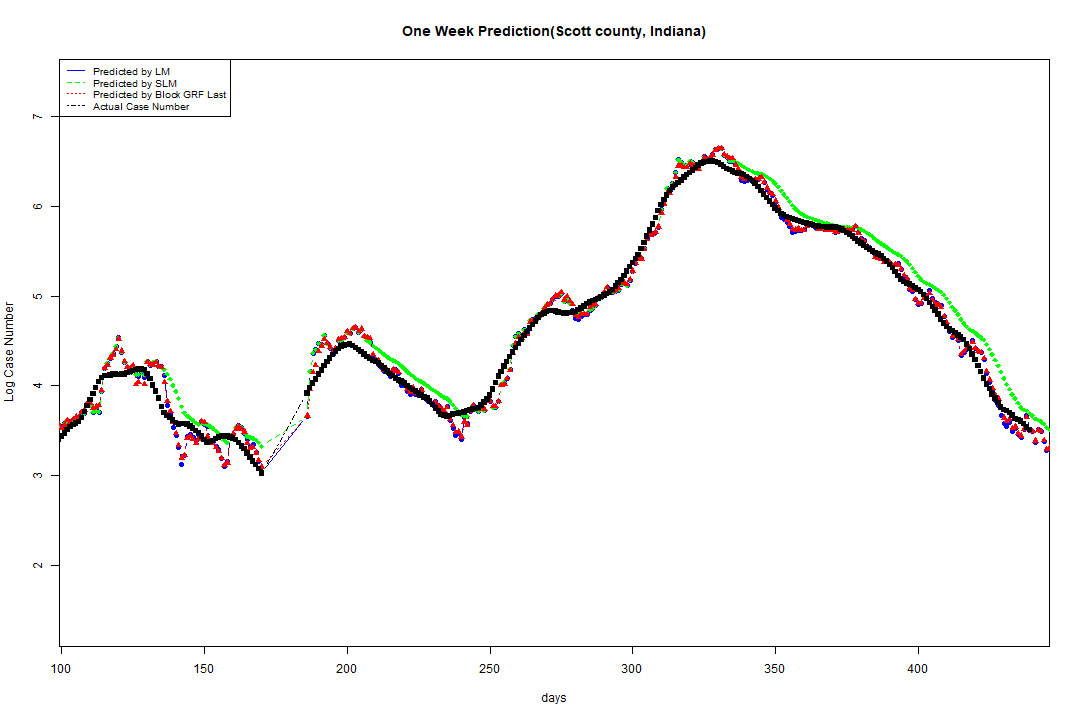 One Week Prediction(Scott county, Indiana)
Predicted by LM
Predicted by SLM
Predicted by Block GRF Last
Actual Case Number
7
6
5
4
3
2
Log Case Number
100 150 200 250 300 350 400
days